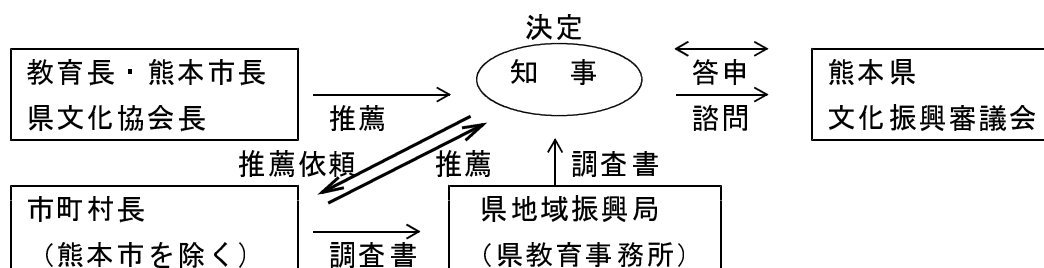 決定
教育長・熊本市長
県文化協会長
推薦
知　事
答申
諮問
熊本県
文化振興審議会
推薦依頼
推薦
調査書
市町村長
（熊本市を除く）
調査書
県地域振興局
（県教育事務所）